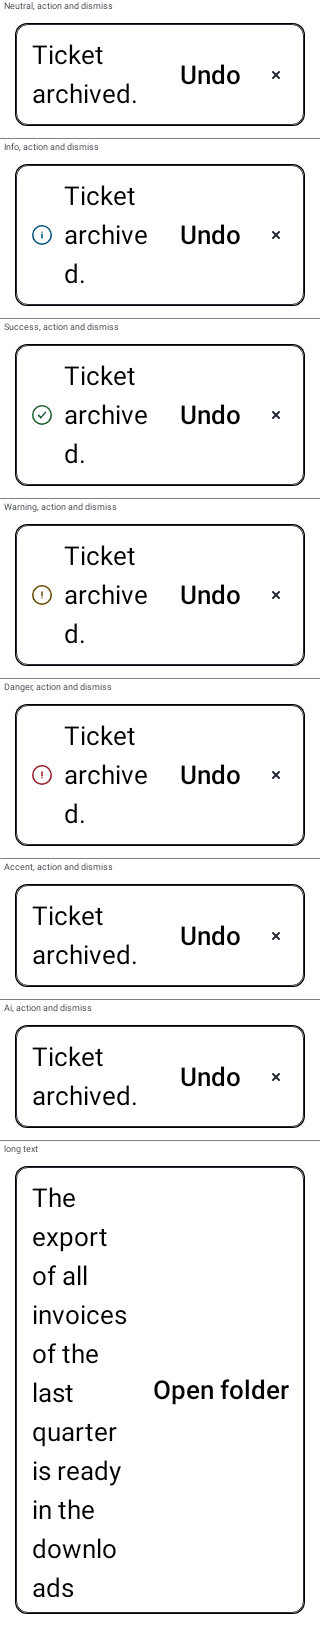 Neutral, action and dismiss
Ticket
archived.
Undo
Info, action and dismiss
Ticket
archive
d.
Undo
Success, action and dismiss
Ticket
archive
d.
Undo
Warning, action and dismiss
Ticket
archive
d.
Undo
Danger, action and dismiss
Ticket
archive
d.
Undo
Accent, action and dismiss
Ticket
archived.
Undo
Ai, action and dismiss
Ticket
archived.
Undo
long text
The
export
of all
invoices
of the
last
quarter
is ready
in the
downlo
ads
Open folder